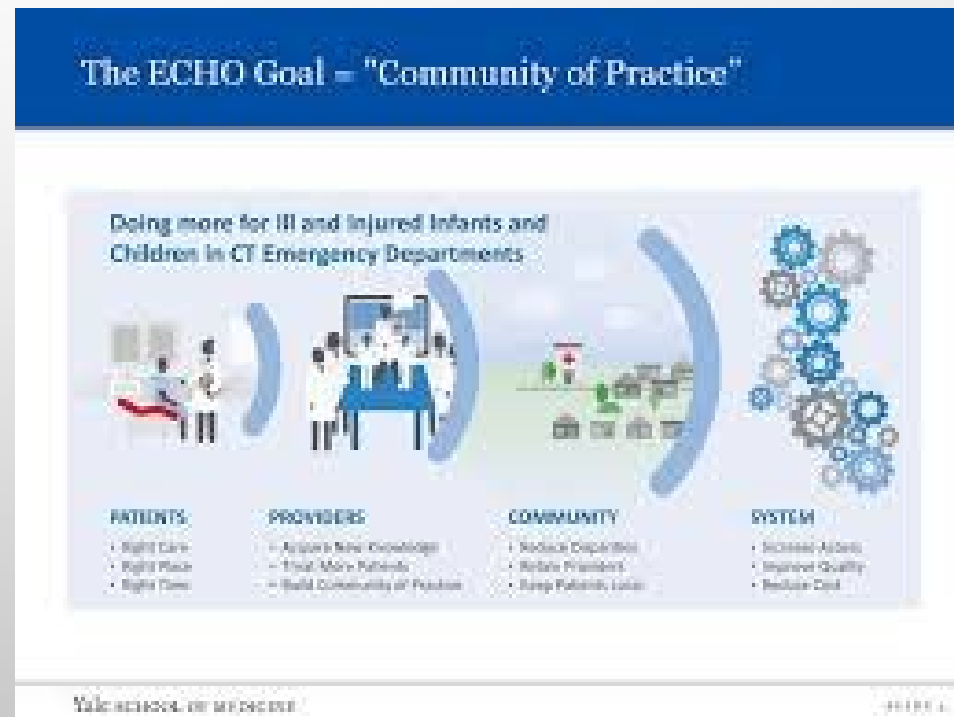 The ECHO Goal = "Community of Practice"
Doing more for Ill and Injured Infants and
Children in CT Emergency Departments
PATIENTS
• Right Care
• Right Place
• Right Time
PROVIDERS
• Acquire New Knowledge
• Treat More Patients
• Build Community of Practice
COMMUNITY
• Reduce Disparities
• Retain Providers
• Keep Patients Local
SYSTEM
• Increase Access
• Improve Quality
• Reduce Cost
Yale SCHOOL OF MEDICINE